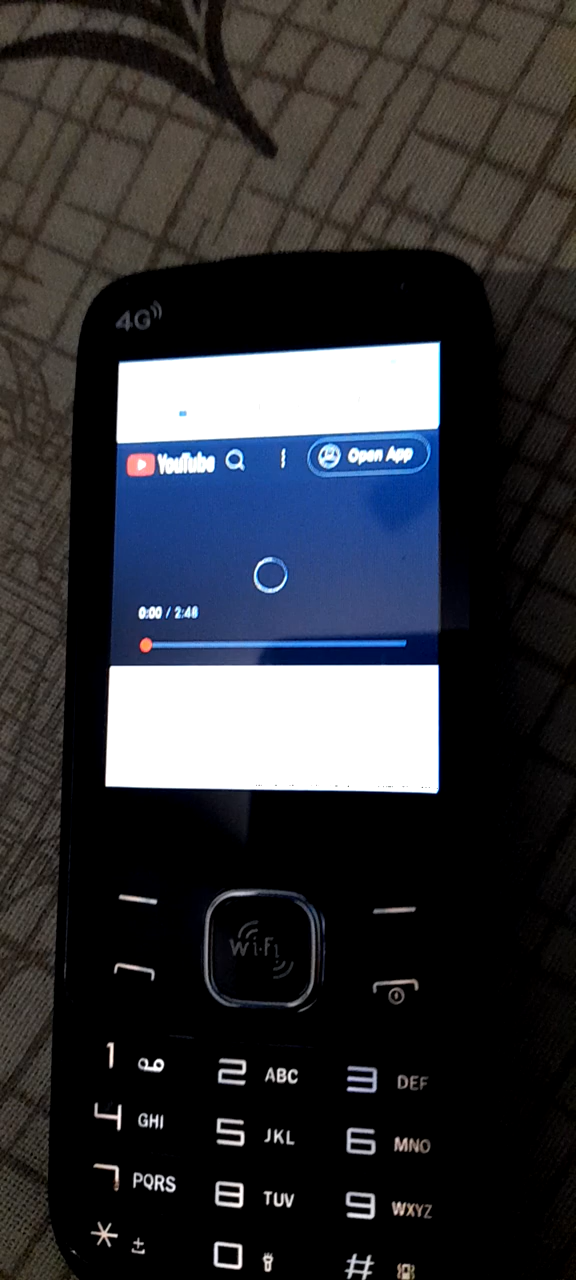 4G
YouTube Open App
0:00 / 2:48
Wi-Fi
1 2 ABC 3 DEF
4 GHI 5 JKL 6 MNO
7 PQRS 8 TUV 9 WXYZ
* ± 0 #